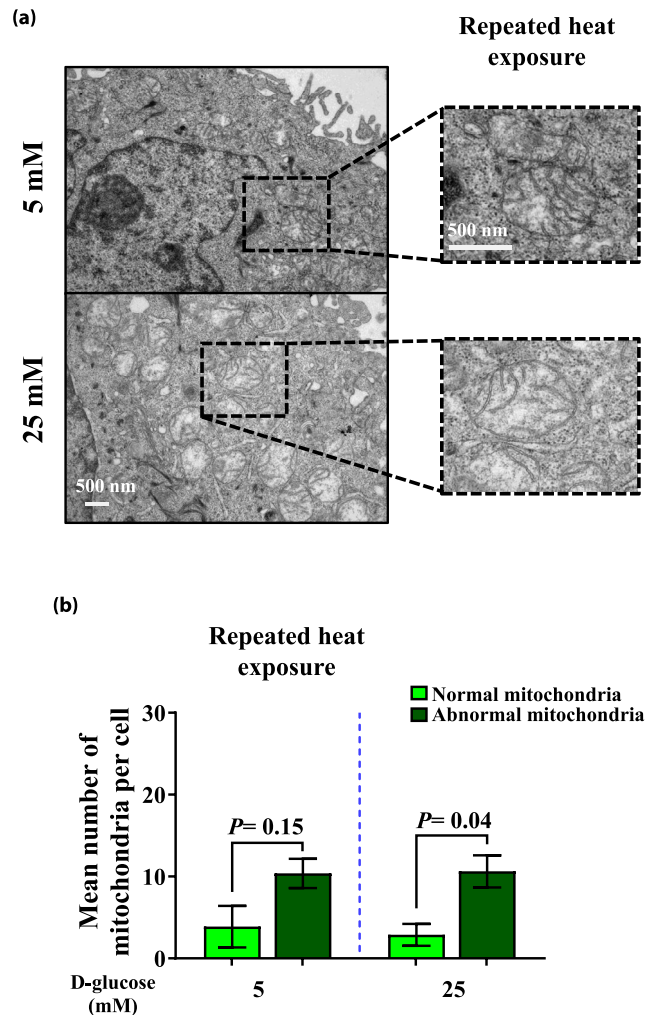 (a)
Repeated heat
exposure
5 mM
500 nm
25 mM
500 nm
(b)
Repeated heat
exposure
Normal mitochondria
Abnormal mitochondria
Mean number of
mitochondria per cell
30
20
10
0
P= 0.15
P= 0.04
D-glucose
(mM)
5
25